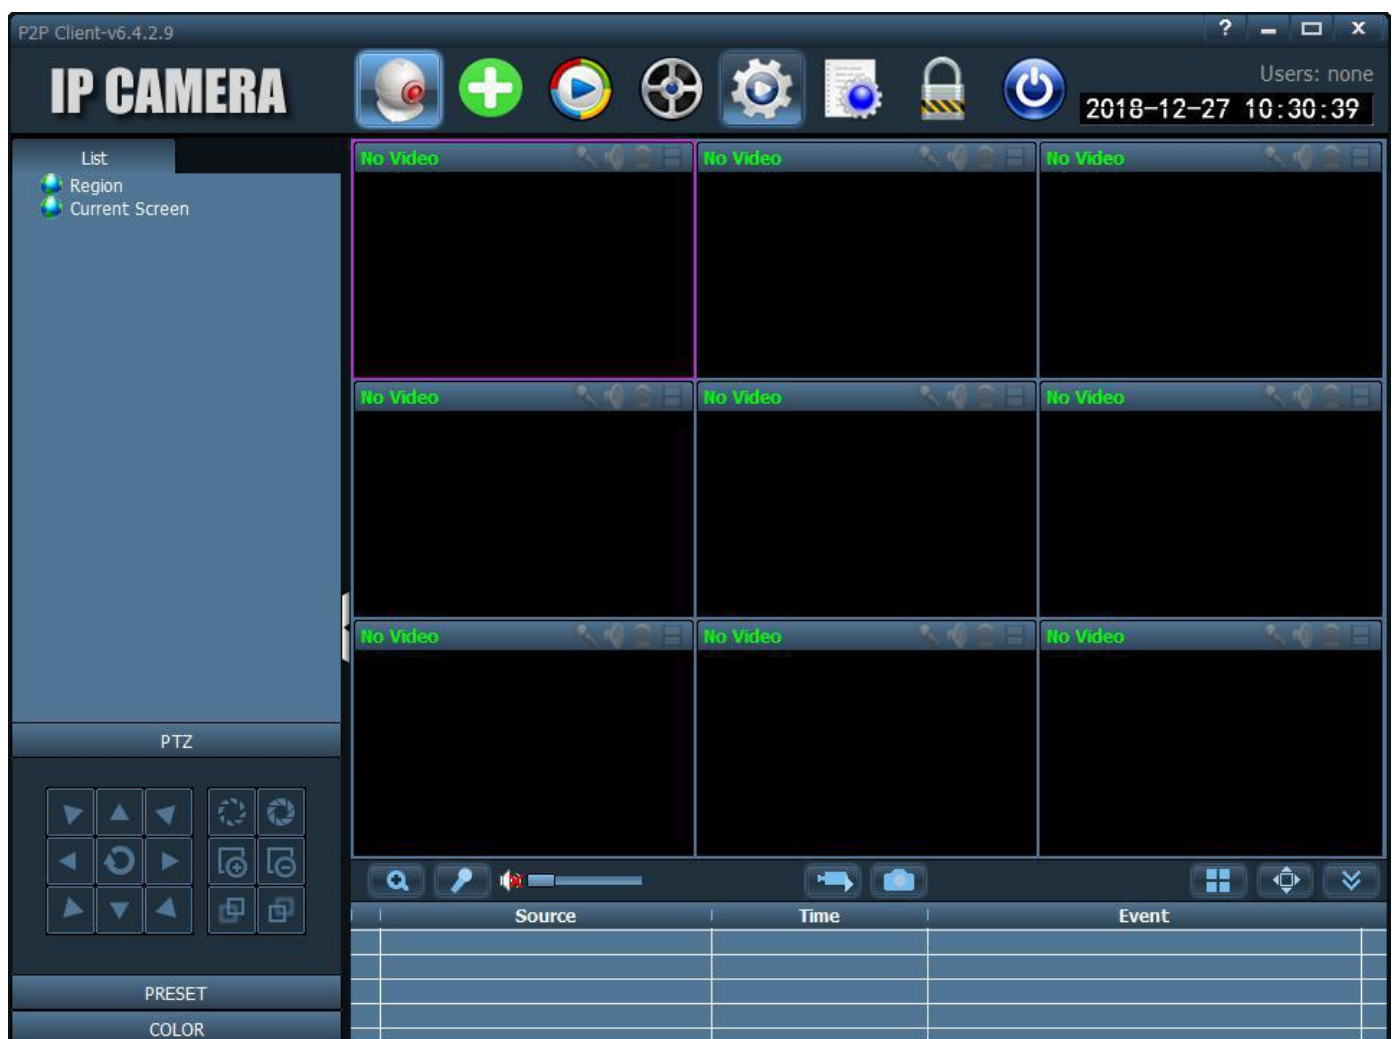 P2P Client-v6.4.2.9
?
X
IP CAMERA
Users: none
2018-12-27 10:30:39
List
Region
Current Screen
No Video
No Video
No Video
No Video
No Video
No Video
No Video
No Video
No Video
PTZ
Source Time Event
PRESET
COLOR